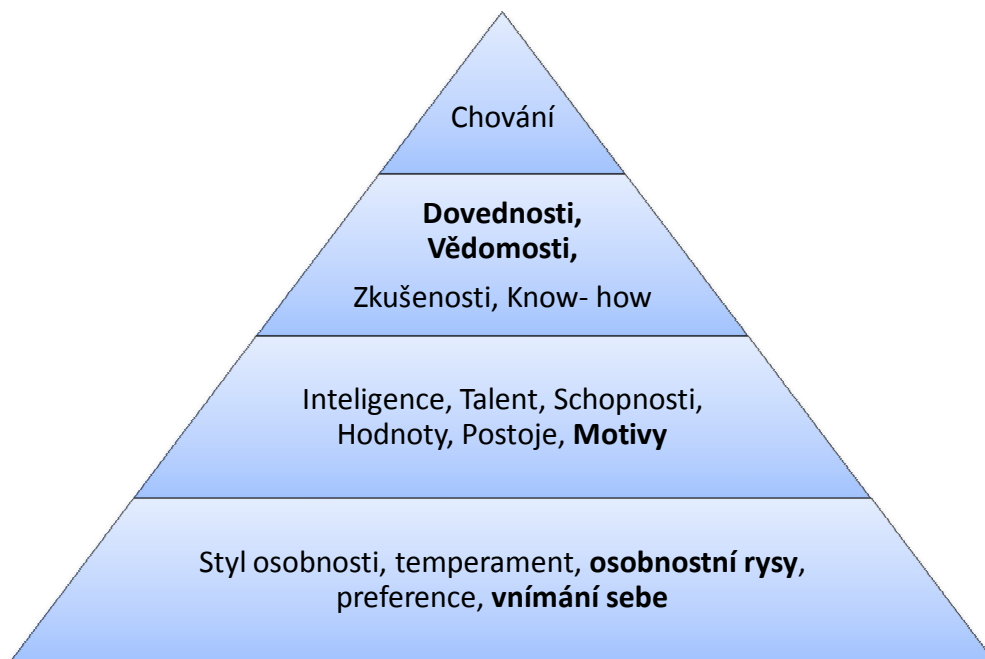 Chování
Dovednosti,
Vědomosti,
Zkušenosti, Know- how
Inteligence, Talent, Schopnosti,
Hodnoty, Postoje, Motivy
Styl osobnosti, temperament, osobnostní rysy,
preference, vnímání sebe